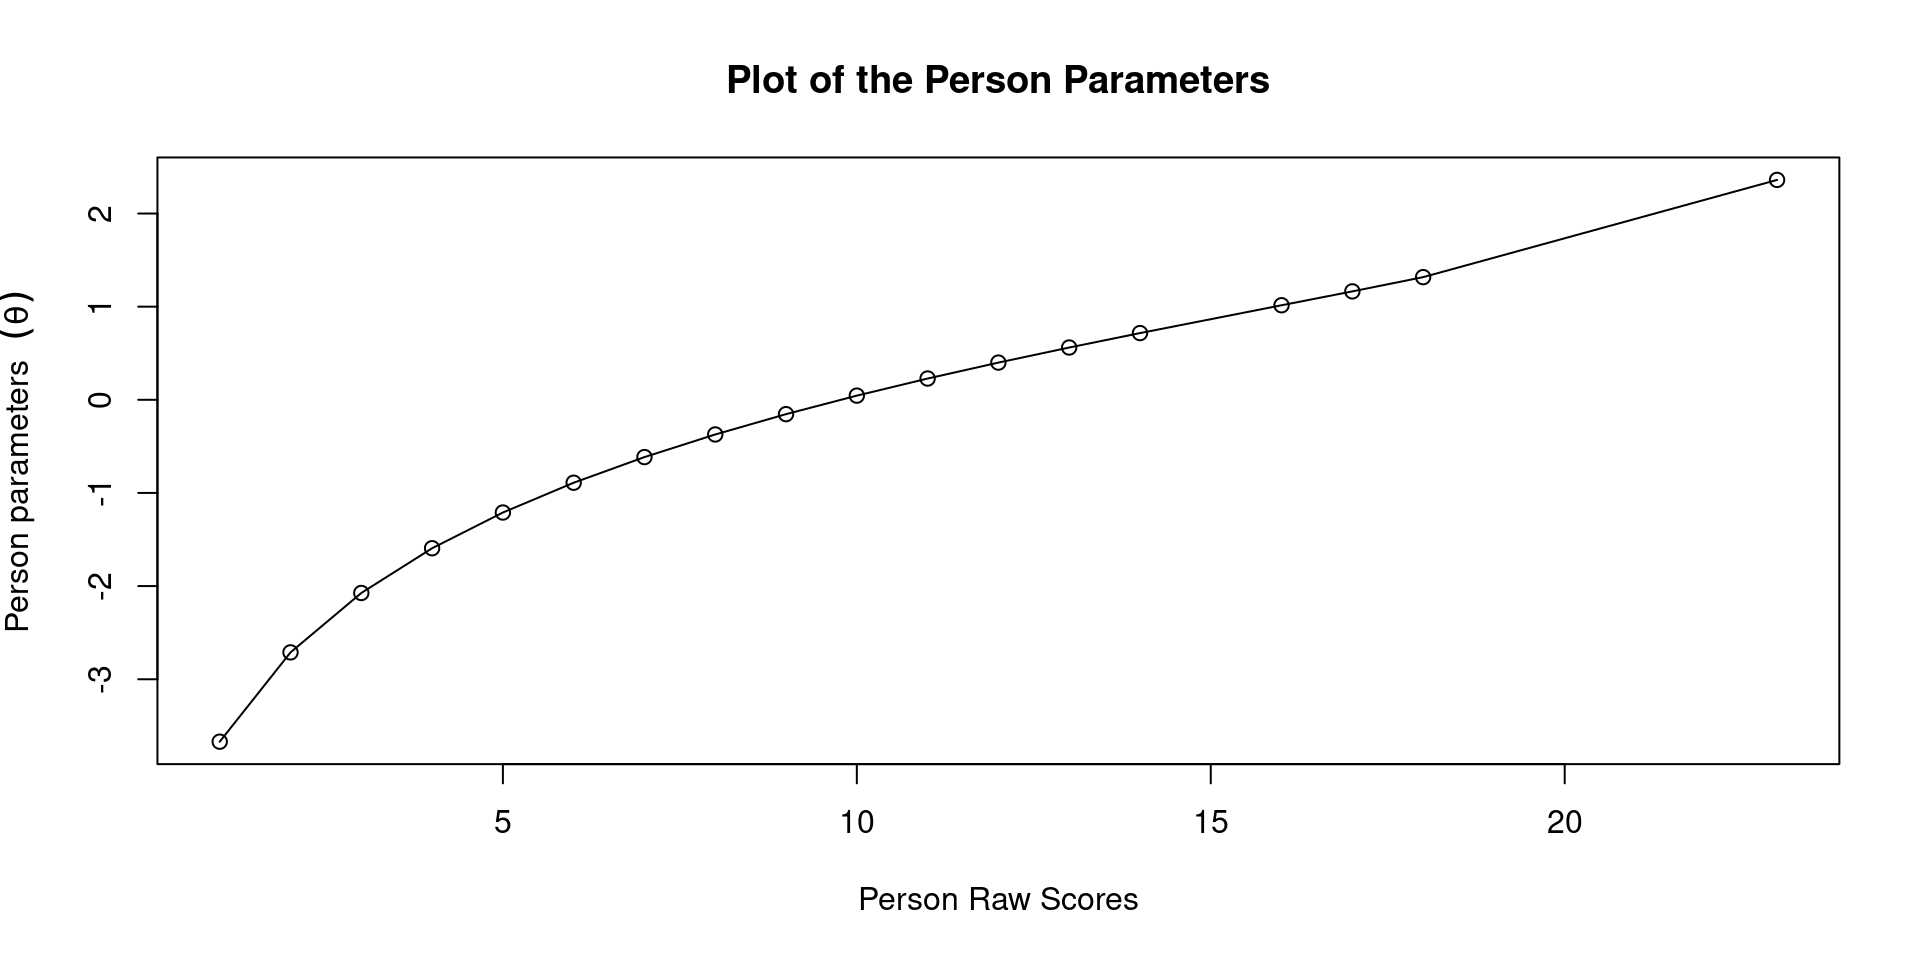 Plot of the Person Parameters
Person parameters (θ)
2
1
0
-1
-2
-3
5 10 15 20
Person Raw Scores